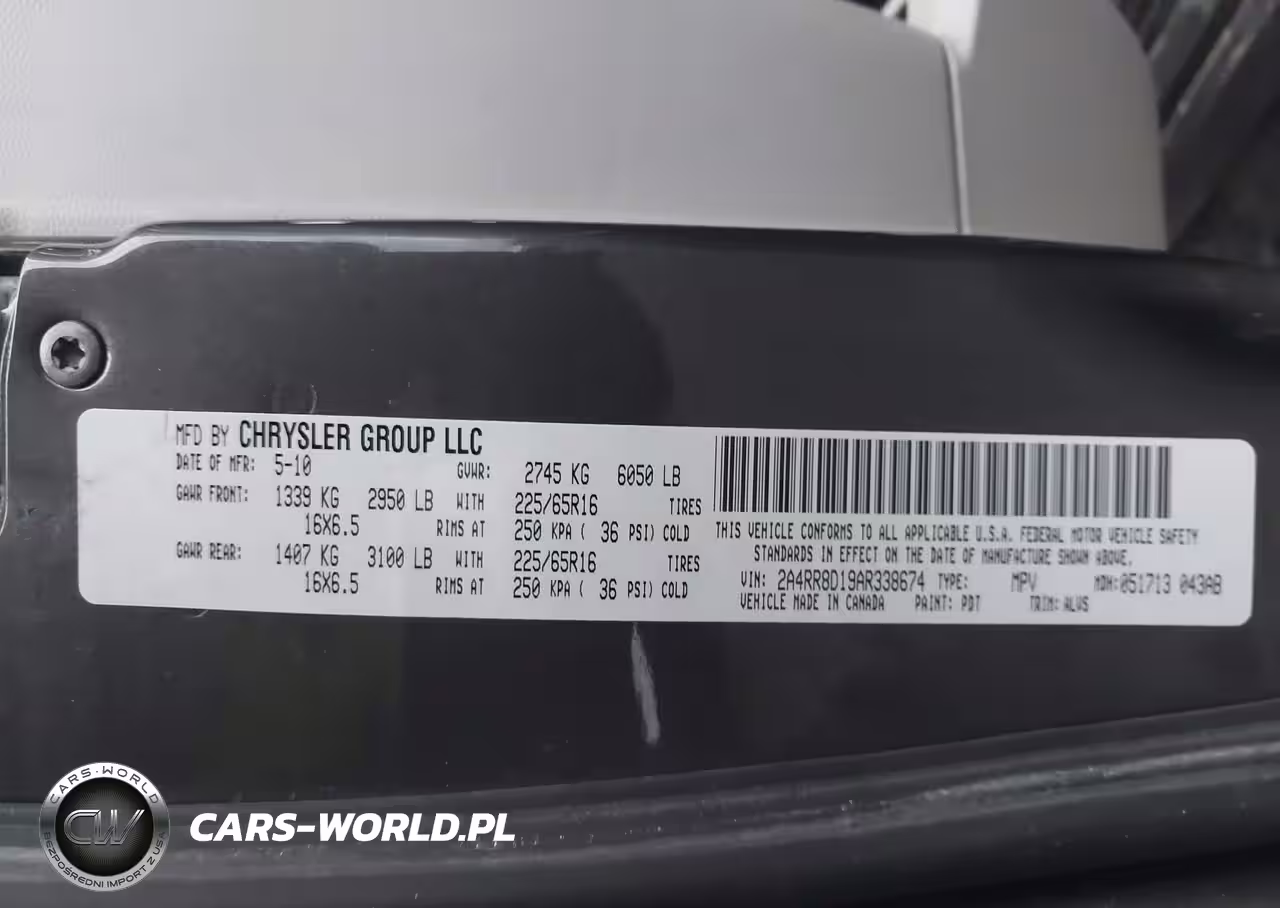 MFD BY CHRYSLER GROUP LLC
DATE OF MFR: 5-10 GVWR: 2745 KG 6050 LB
GAWR FRONT: 1339 KG 2950 LB WITH 225/65R16 TIRES
16X6.5 RIMS AT 250 KPA ( 36 PSI) COLD
GAWR REAR: 1407 KG 3100 LB WITH 225/65R16 TIRES
16X6.5 RIMS AT 250 KPA ( 36 PSI) COLD
THIS VEHICLE CONFORMS TO ALL APPLICABLE U.S.A. FEDERAL MOTOR VEHICLE SAFETY
STANDARDS IN EFFECT ON THE DATE OF MANUFACTURE SHOWN ABOVE.
VIN: 2A4RR8D19AR338674 TYPE: MPV MDH:051713 043AB
VEHICLE MADE IN CANADA PAINT: PDT TRIM: ALVS
CARS-WORLD
CW
BEZPOŚREDNI IMPORT Z USA
CARS-WORLD.PL